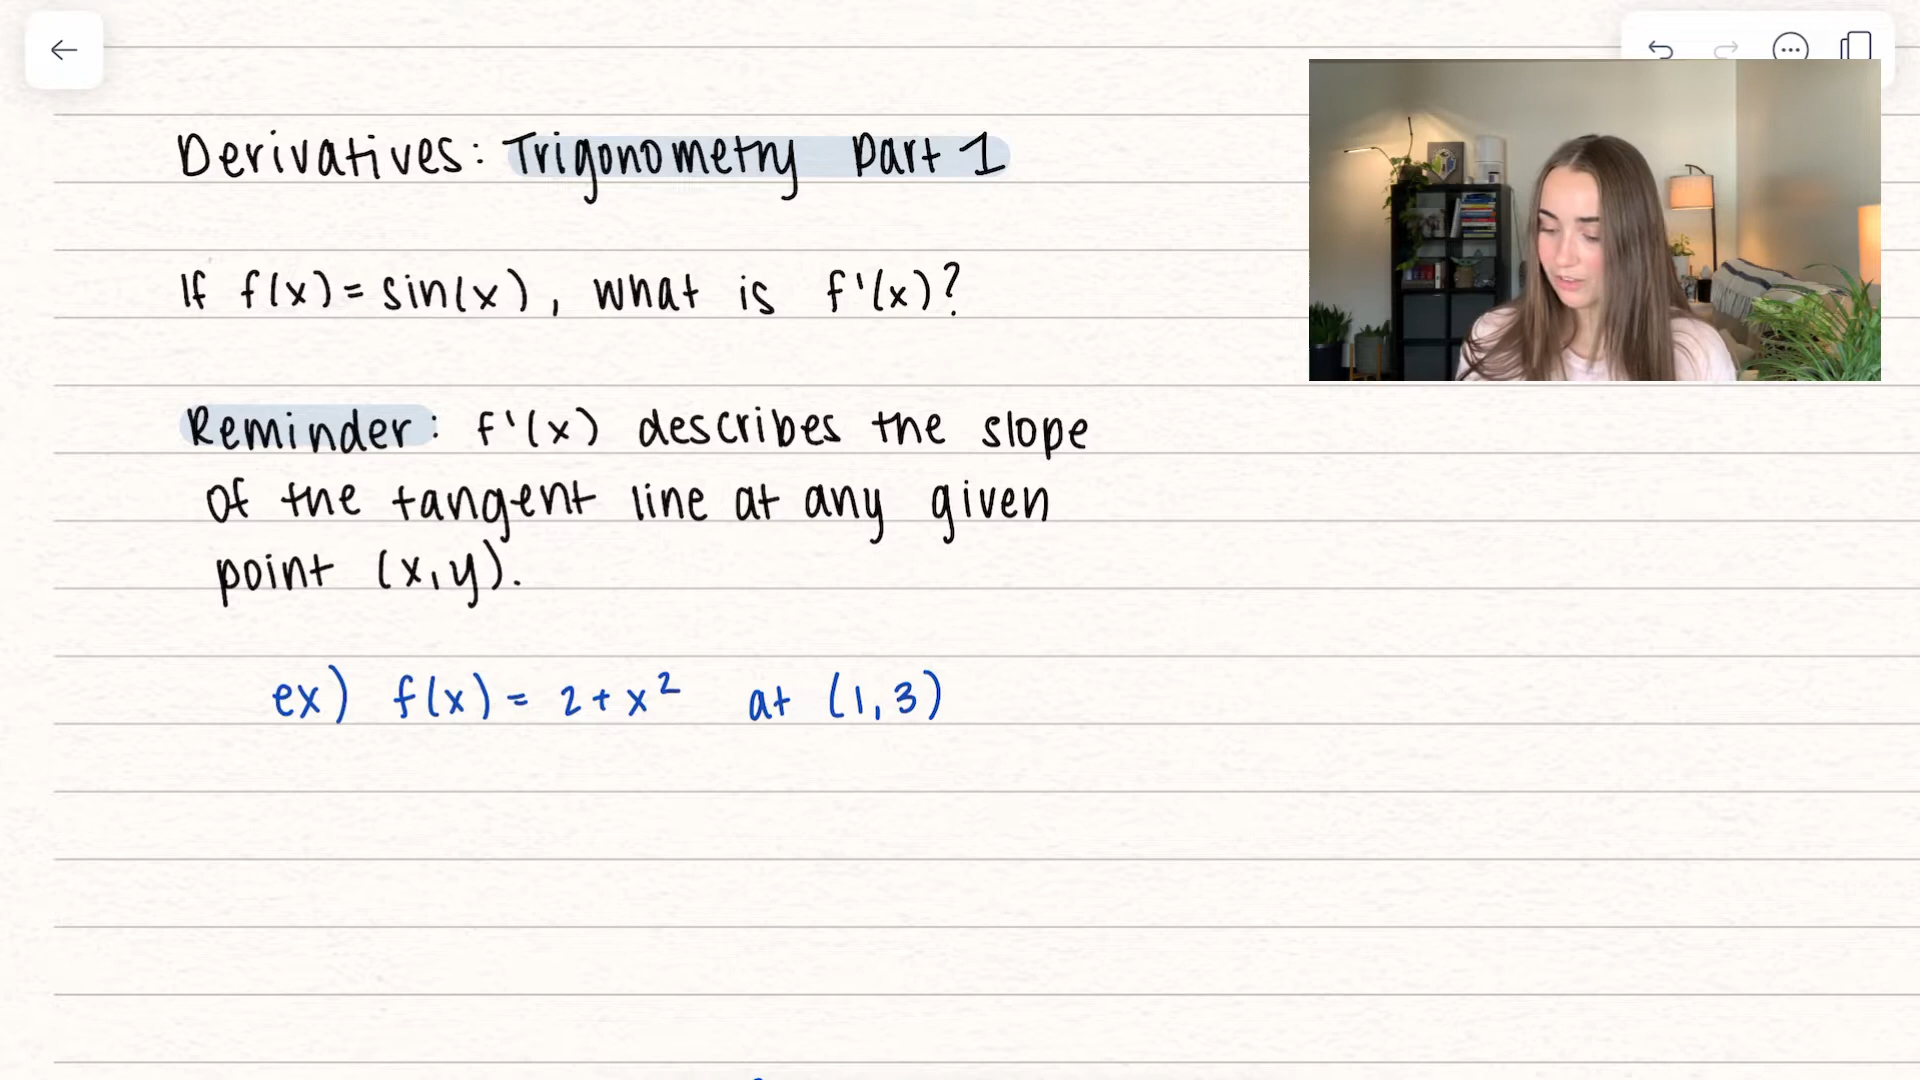 Derivatives: Trigonometry Part 1
If f(x) = sin(x), what is f'(x)?
Reminder: f'(x) describes the slope
of the tangent line at any given
point (x,y).
ex) f(x) = 2 + x² at (1,3)